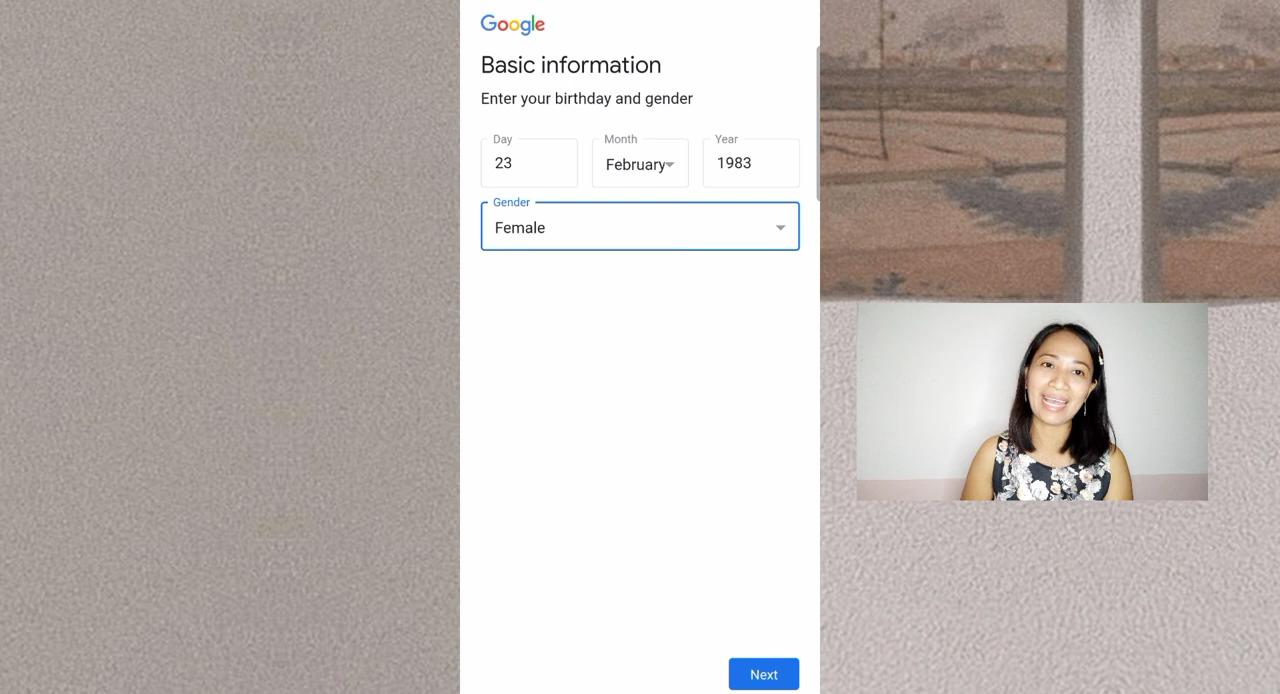 Google
Basic information
Enter your birthday and gender
Day Month Year
23 February 1983
Gender
Female
Next